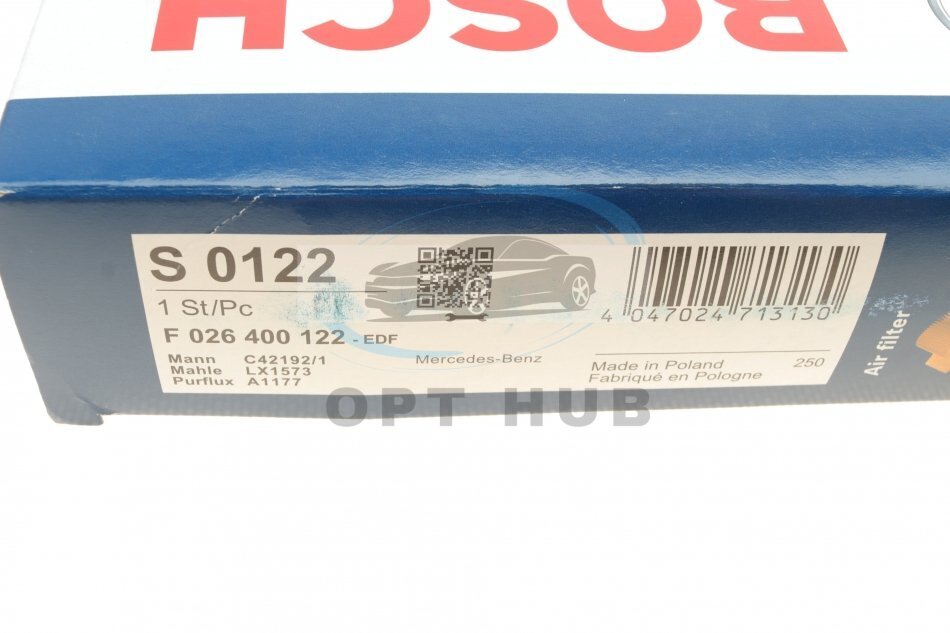 BOSCH
S 0122
1 St/Pc
F 026 400 122 - EDF
Mann C42192/1
Mahle LX1573
Purflux A1177
Mercedes-Benz
4 047024 713130
Made in Poland
Fabriqué en Pologne
250
Air filter
OPT HUB